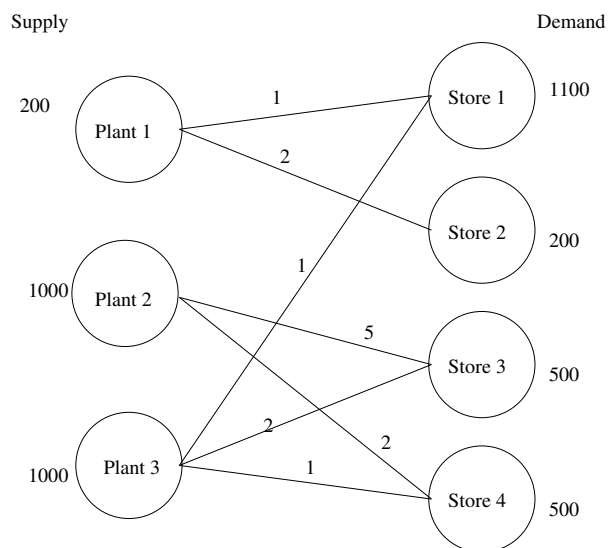 Supply
Demand
200
Plant 1
1
Store 1
1100
2
Store 2
200
1
1000
Plant 2
5
Store 3
500
2
2
1000
Plant 3
1
Store 4
500